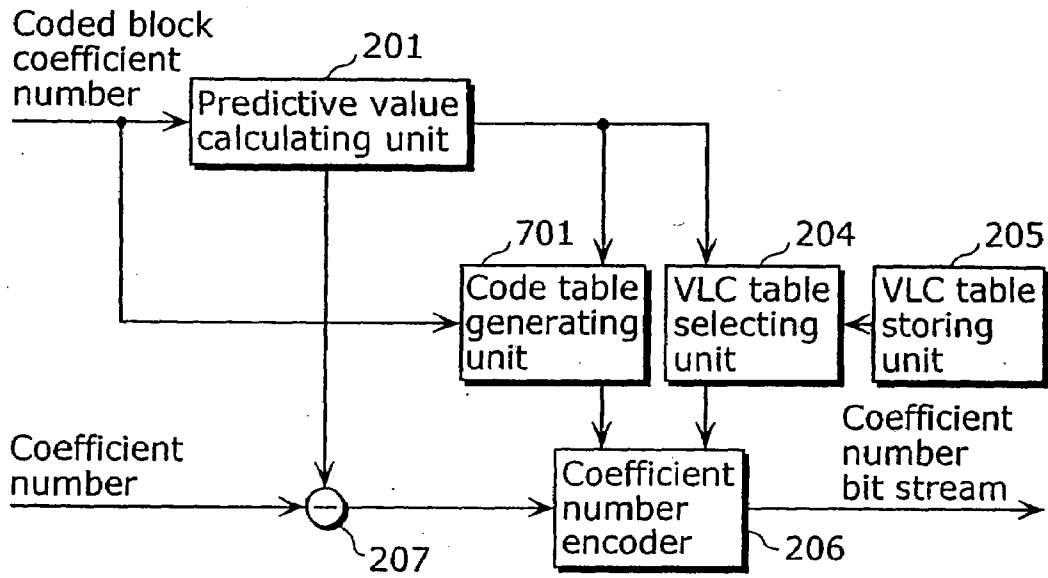 Coded block
coefficient
number
201
Predictive value
calculating unit
701
204
205
Code table
generating
unit
VLC table
selecting
unit
VLC table
storing
unit
Coefficient
number
207
Coefficient
number
encoder
206
Coefficient
number
bit stream